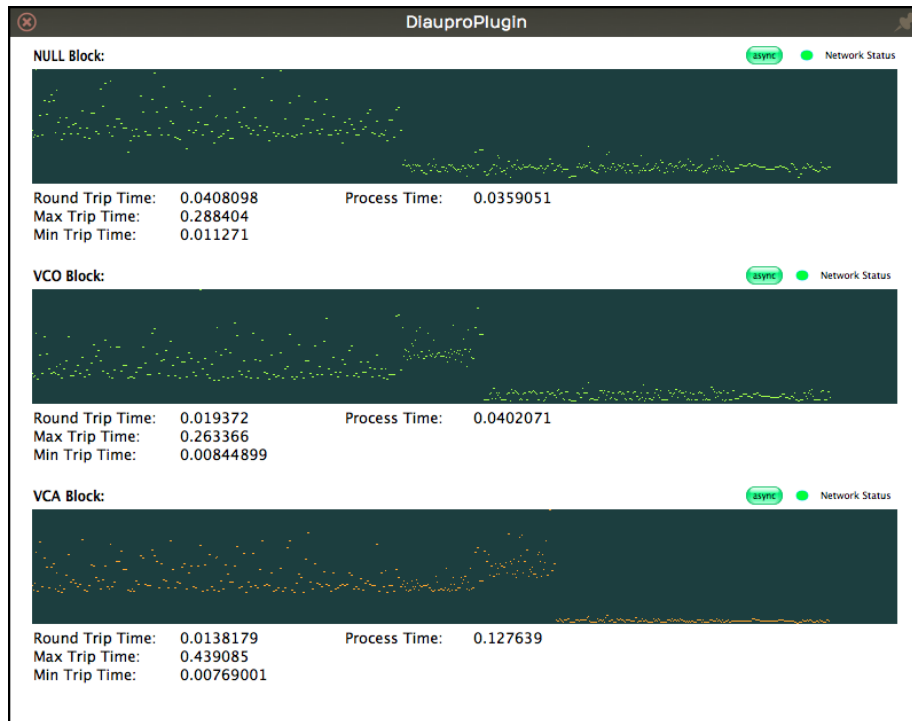 DiauproPlugin
NULL Block: async Network Status
Round Trip Time: 0.0408098 Process Time: 0.0359051
Max Trip Time: 0.288404
Min Trip Time: 0.011271
VCO Block: async Network Status
Round Trip Time: 0.019372 Process Time: 0.0402071
Max Trip Time: 0.263366
Min Trip Time: 0.00844899
VCA Block: async Network Status
Round Trip Time: 0.0138179 Process Time: 0.127639
Max Trip Time: 0.439085
Min Trip Time: 0.00769001